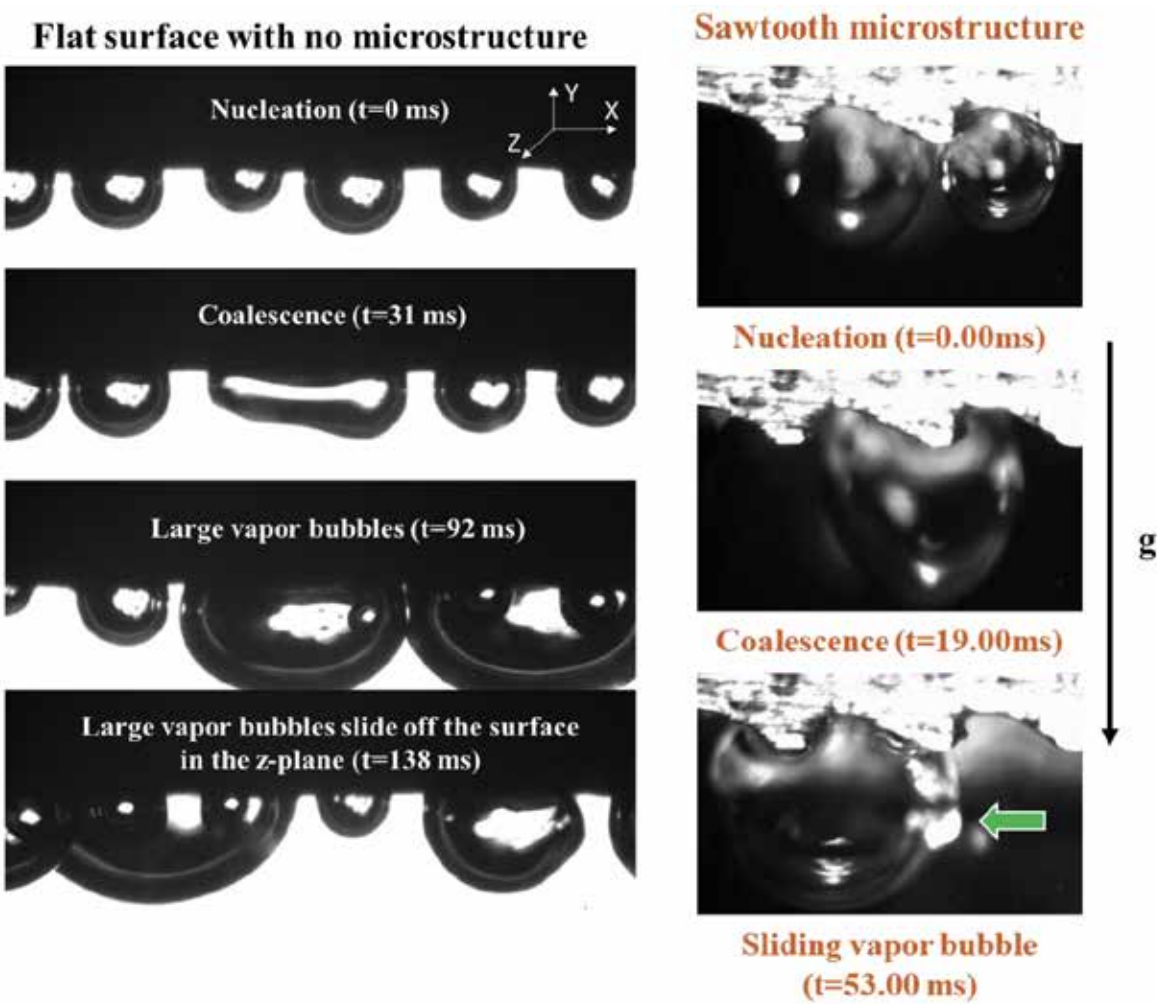 Flat surface with no microstructure
Nucleation (t=0 ms)
Y
X
Z
Coalescence (t=31 ms)
Large vapor bubbles (t=92 ms)
Large vapor bubbles slide off the surface
in the z-plane (t=138 ms)
Sawtooth microstructure
Nucleation (t=0.00ms)
Coalescence (t=19.00ms)
Sliding vapor bubble
(t=53.00 ms)
g